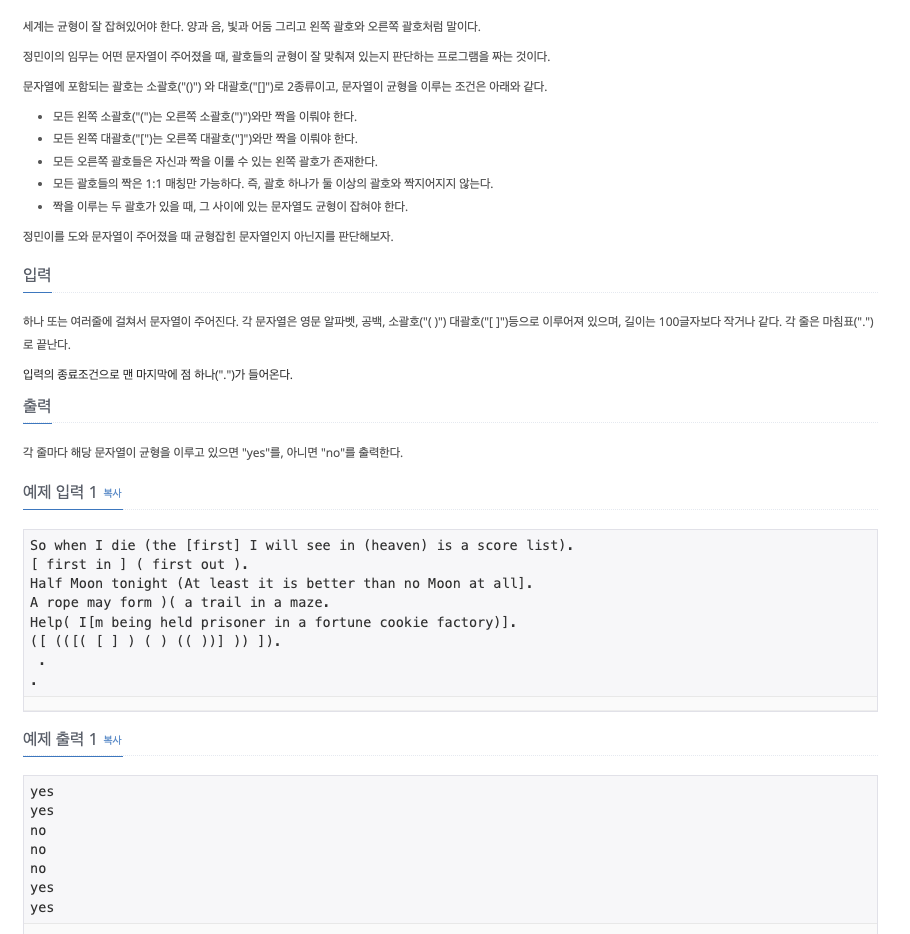 세계는 균형이 잘 잡혀있어야 한다. 양과 음, 빛과 어둠 그리고 왼쪽 괄호와 오른쪽 괄호처럼 말이다.
정민이의 임무는 어떤 문자열이 주어졌을 때, 괄호들의 균형이 잘 맞춰져 있는지 판단하는 프로그램을 짜는 것이다.
문자열에 포함되는 괄호는 소괄호("()") 와 대괄호("[]")로 2종류이고, 문자열이 균형을 이루는 조건은 아래와 같다.
• 모든 왼쪽 소괄호("(")는 오른쪽 소괄호(")")와만 짝을 이뤄야 한다.
• 모든 왼쪽 대괄호("[")는 오른쪽 대괄호("]")와만 짝을 이뤄야 한다.
• 모든 오른쪽 괄호들은 자신과 짝을 이룰 수 있는 왼쪽 괄호가 존재한다.
• 모든 괄호들의 짝은 1:1 매칭만 가능하다. 즉, 괄호 하나가 둘 이상의 괄호와 짝지어지지 않는다.
• 짝을 이루는 두 괄호가 있을 때, 그 사이에 있는 문자열도 균형이 잡혀야 한다.
정민이를 도와 문자열이 주어졌을 때 균형잡힌 문자열인지 아닌지를 판단해보자.
입력
하나 또는 여러줄에 걸쳐서 문자열이 주어진다. 각 문자열은 영문 알파벳, 공백, 소괄호("( )") 대괄호("[ ]")등으로 이루어져 있으며, 길이는 100글자보다 작거나 같다. 각 줄은 마침표(".")
로 끝난다.
입력의 종료조건으로 맨 마지막에 점 하나(".")가 들어온다.
출력
각 줄마다 해당 문자열이 균형을 이루고 있으면 "yes"를, 아니면 "no"를 출력한다.
예제 입력 1 복사
So when I die (the [first] I will see in (heaven) is a score list).
[ first in ] ( first out ).
Half Moon tonight (At least it is better than no Moon at all].
A rope may form )( a trail in a maze.
Help( I[m being held prisoner in a fortune cookie factory)].
([ (([( [ ] ) ( ) (( ))] )) ]).
 .
.
예제 출력 1 복사
yes
yes
no
no
no
yes
yes